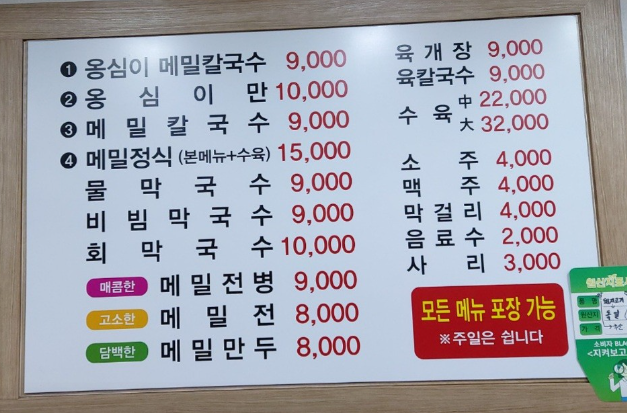 ❶ 옹심이 메밀칼국수 9,000
❷ 옹심이만 10,000
❸ 메밀칼국수 9,000
❹ 메밀정식 (본메뉴+수육) 15,000
물막국수 9,000
비빔막국수 9,000
회막국수 10,000
매콤한 메밀전병 9,000
고소한 메밀전 8,000
담백한 메밀만두 8,000
육개장 9,000
육칼국수 9,000
수육 中 22,000
大 32,000
소주 4,000
맥주 4,000
막걸리 4,000
음료수 2,000
사리 3,000
모든 메뉴 포장 가능
※주일은 쉽니다
원산지
가격
소비자
<지켜보고